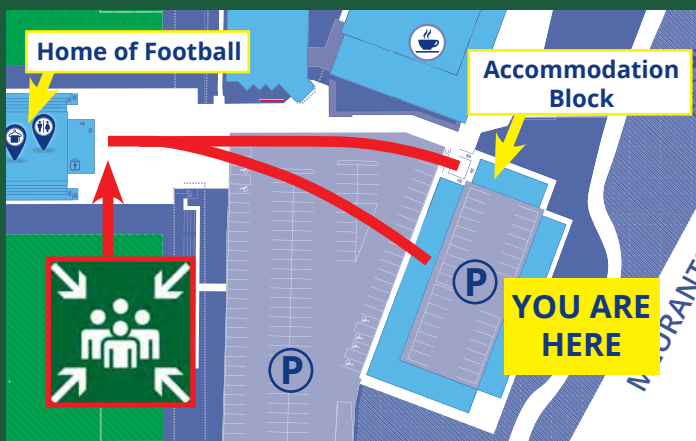 Home of Football
Accommodation
Block
P
P
YOU ARE
HERE